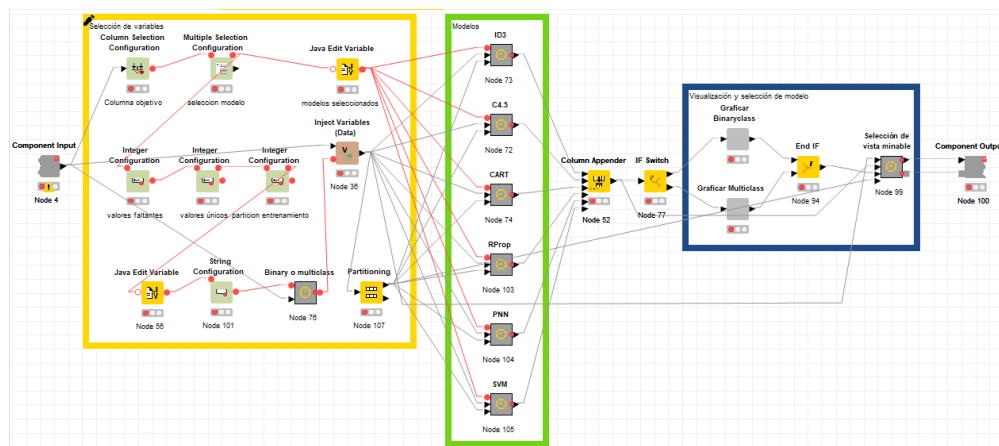 Selección de variables
Column Selection
Configuration
Columna objetivo
Multiple Selection
Configuration
seleccion modelo
Java Edit Variable
modelos seleccionados
Component Input
Node 4
Integer
Configuration
valores faltantes
Integer
Configuration
valores únicos
Integer
Configuration
particion entrenamiento
Inject Variables
(Data)
Node 36
Java Edit Variable
Node 56
String
Configuration
Node 101
Binary o multiclass
Node 76
Partitioning
Node 107
Modelos
ID3
Node 73
C4.5
Node 72
CART
Node 74
RProp
Node 103
PNN
Node 104
SVM
Node 105
Column Appender
Node 52
IF Switch
Node 77
Visualización y selección de modelo
Graficar
Binaryclass
Graficar Multiclass
End IF
Node 94
Selección de
vista minable
Node 99
Component Output
Node 100